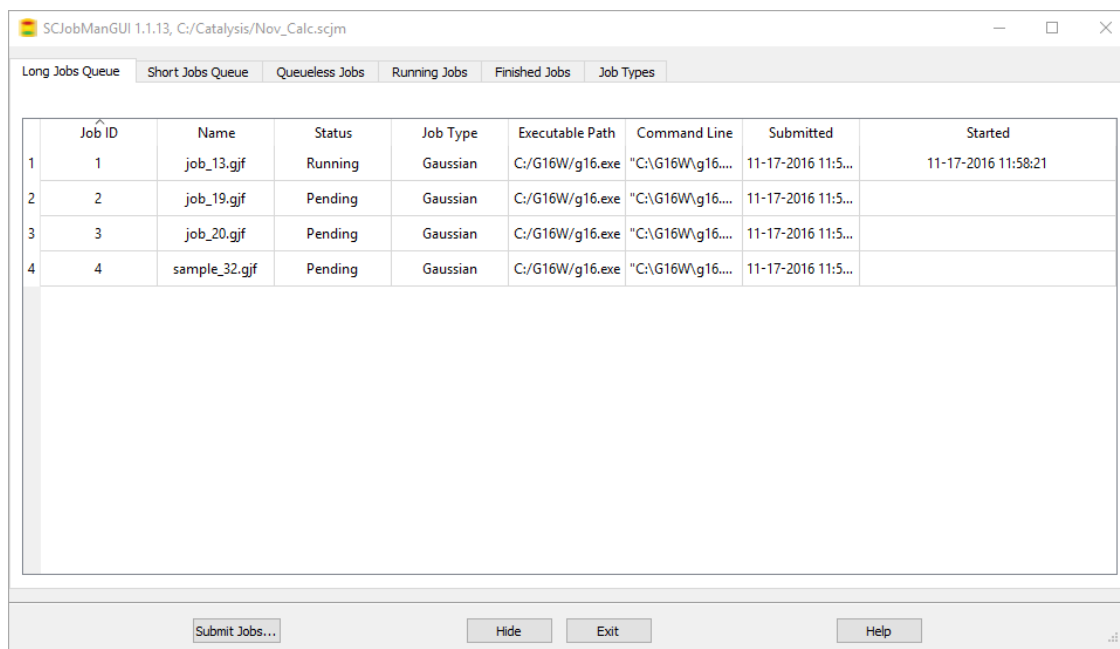 SCJobManGUI 1.1.13, C:/Catalysis/Nov_Calc.scjm
Long Jobs Queue Short Jobs Queue Queueless Jobs Running Jobs Finished Jobs Job Types
Job ID Name Status Job Type Executable Path Command Line Submitted Started
1 1 job_13.gjf Running Gaussian C:/G16W/g16.exe "C:\G16W\g16.... 11-17-2016 11:5... 11-17-2016 11:58:21
2 2 job_19.gjf Pending Gaussian C:/G16W/g16.exe "C:\G16W\g16.... 11-17-2016 11:5...
3 3 job_20.gjf Pending Gaussian C:/G16W/g16.exe "C:\G16W\g16.... 11-17-2016 11:5...
4 4 sample_32.gjf Pending Gaussian C:/G16W/g16.exe "C:\G16W\g16.... 11-17-2016 11:5...
Submit Jobs... Hide Exit Help